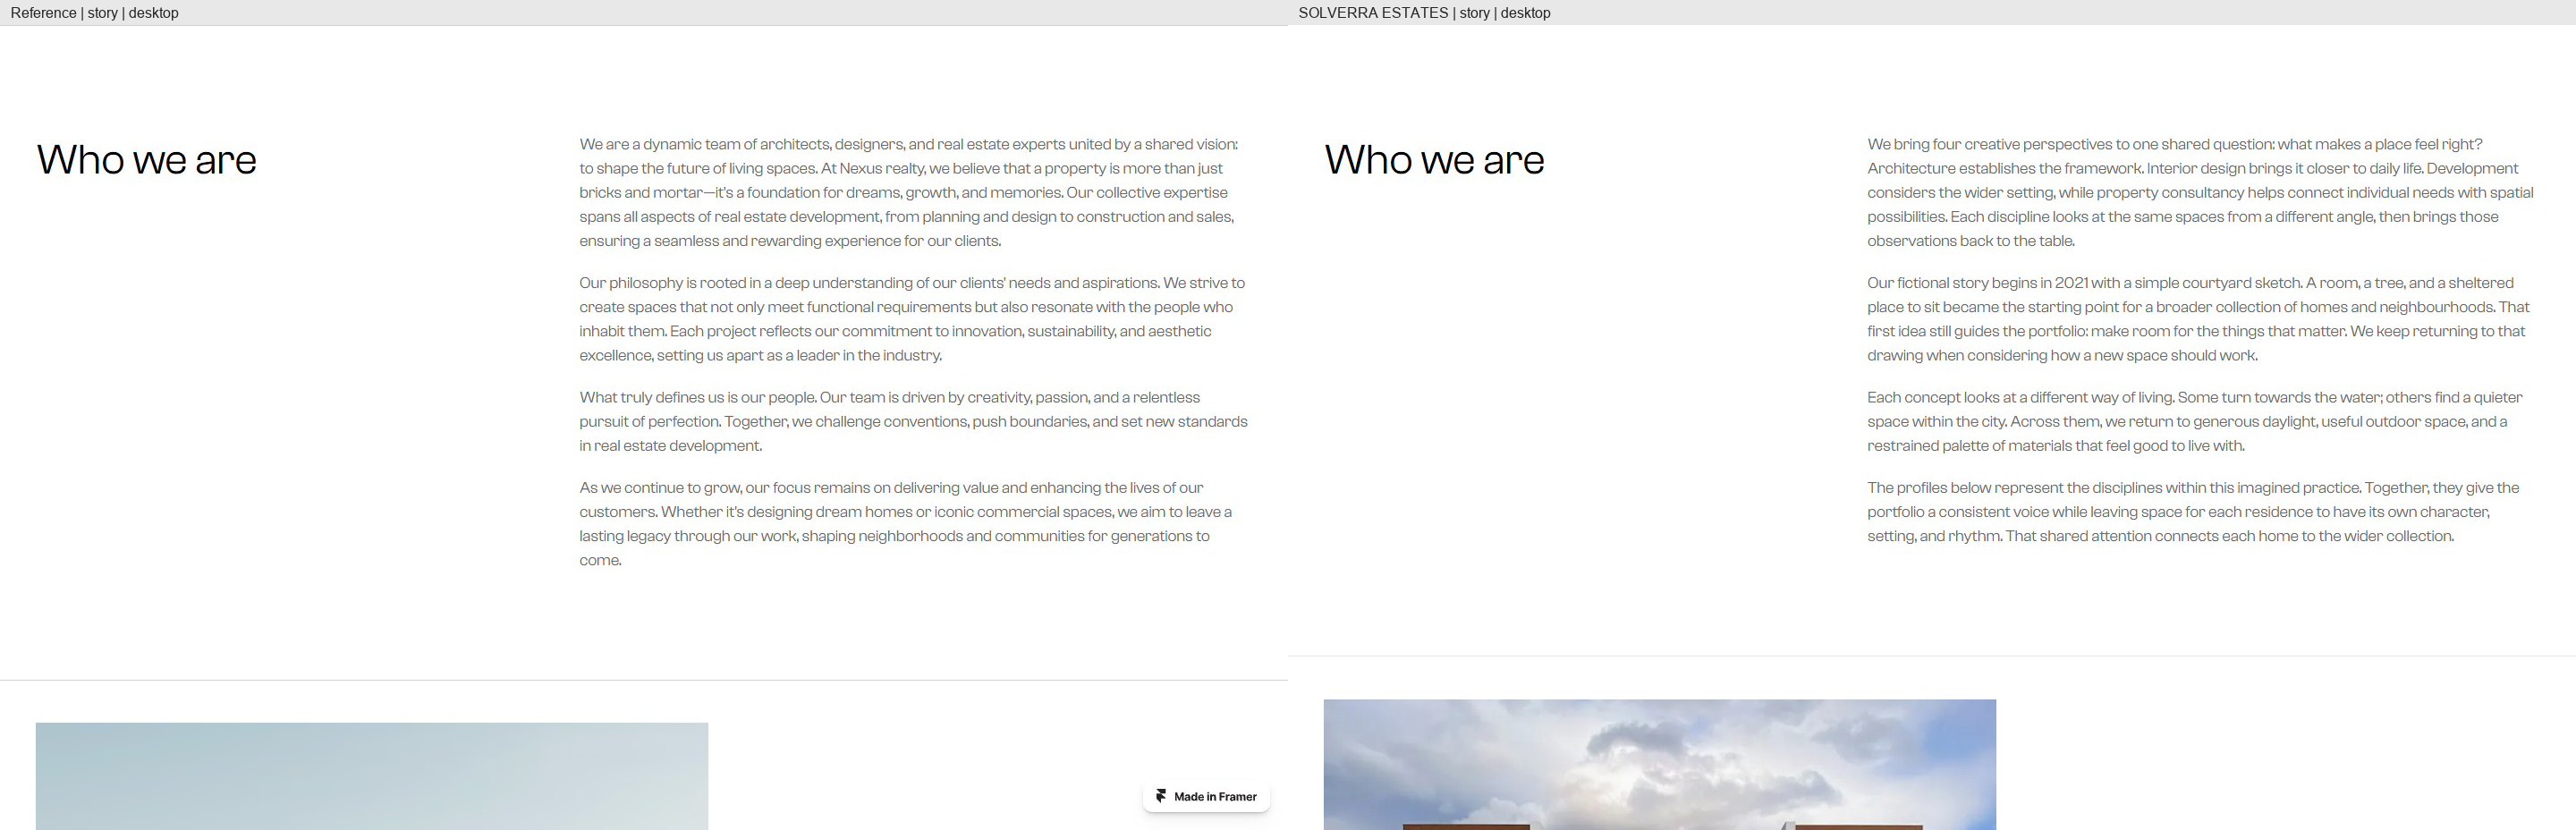 Reference | story | desktop
Who we are
We are a dynamic team of architects, designers, and real estate experts united by a shared vision:
to shape the future of living spaces. At Nexus realty, we believe that a property is more than just
bricks and mortar—it's a foundation for dreams, growth, and memories. Our collective expertise
spans all aspects of real estate development, from planning and design to construction and sales,
ensuring a seamless and rewarding experience for our clients.
Our philosophy is rooted in a deep understanding of our clients' needs and aspirations. We strive to
create spaces that not only meet functional requirements but also resonate with the people who
inhabit them. Each project reflects our commitment to innovation, sustainability, and aesthetic
excellence, setting us apart as a leader in the industry.
What truly defines us is our people. Our team is driven by creativity, passion, and a relentless
pursuit of perfection. Together, we challenge conventions, push boundaries, and set new standards
in real estate development.
As we continue to grow, our focus remains on delivering value and enhancing the lives of our
customers. Whether it's designing dream homes or iconic commercial spaces, we aim to leave a
lasting legacy through our work, shaping neighborhoods and communities for generations to
come.
Made in Framer
SOLVERRA ESTATES | story | desktop
Who we are
We bring four creative perspectives to one shared question: what makes a place feel right?
Architecture establishes the framework. Interior design brings it closer to daily life. Development
considers the wider setting, while property consultancy helps connect individual needs with spatial
possibilities. Each discipline looks at the same spaces from a different angle, then brings those
observations back to the table.
Our fictional story begins in 2021 with a simple courtyard sketch. A room, a tree, and a sheltered
place to sit became the starting point for a broader collection of homes and neighbourhoods. That
first idea still guides the portfolio: make room for the things that matter. We keep returning to that
drawing when considering how a new space should work.
Each concept looks at a different way of living. Some turn towards the water; others find a quieter
space within the city. Across them, we return to generous daylight, useful outdoor space, and a
restrained palette of materials that feel good to live with.
The profiles below represent the disciplines within this imagined practice. Together, they give the
portfolio a consistent voice while leaving space for each residence to have its own character,
setting, and rhythm. That shared attention connects each home to the wider collection.